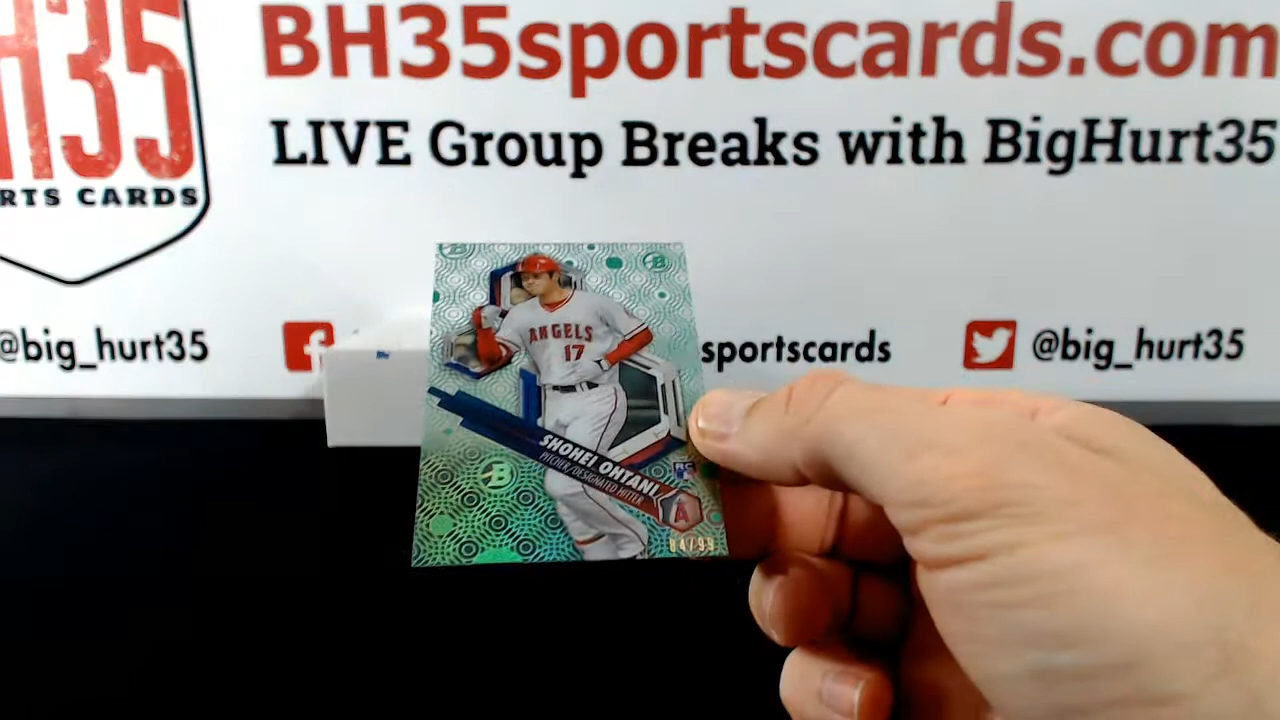 BH35sportscards.com
H35
RTS CARDS
LIVE Group Breaks with BigHurt35
@big_hurt35
f
sportscards
@big_hurt35
B
B
ANGELS
17
B
SHOHEI OHTANI
PITCHER/DESIGNATED HITTER
RC
A
84/99